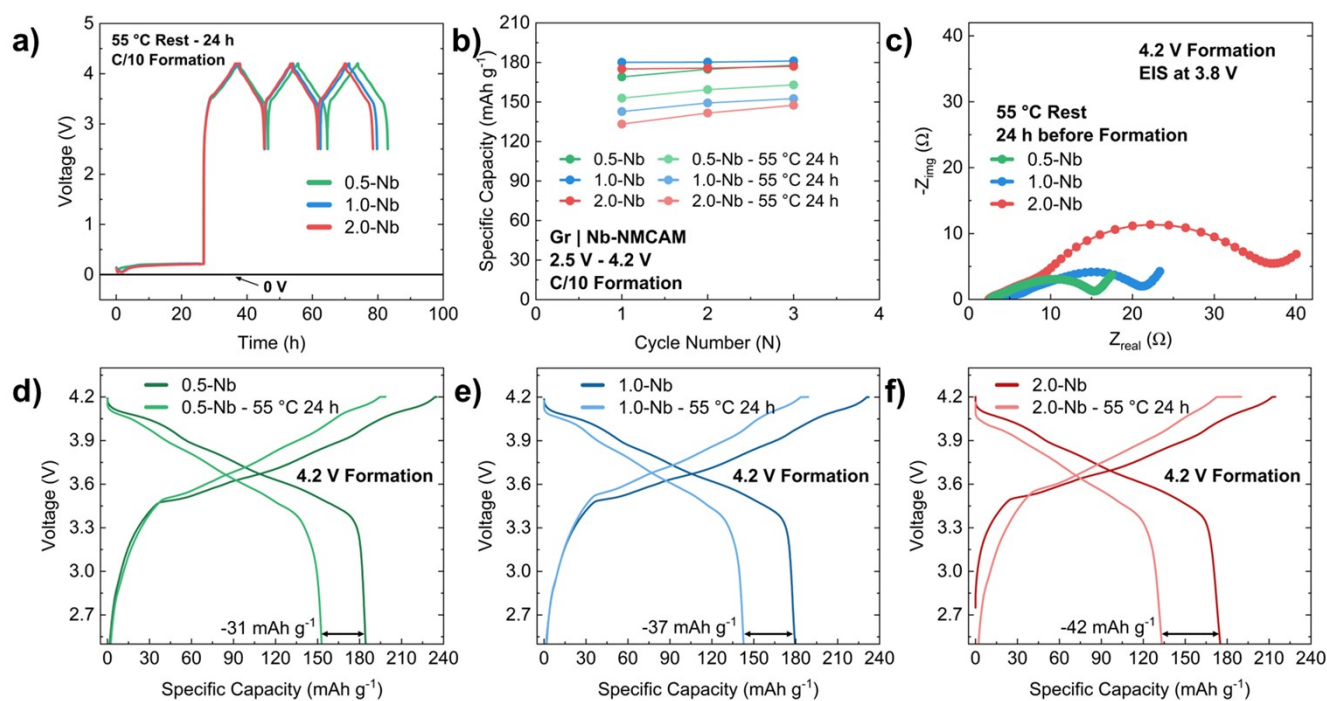 a)
55 °C Rest - 24 h
C/10 Formation
0.5-Nb
1.0-Nb
2.0-Nb
0 V
Voltage (V)
5
4
3
2
1
0
0 20 40 60 80 100
Time (h)
b)
Specific Capacity (mAh g-1)
210
180
150
120
90
60
30
0
0.5-Nb 0.5-Nb - 55 °C 24 h
1.0-Nb 1.0-Nb - 55 °C 24 h
2.0-Nb 2.0-Nb - 55 °C 24 h
Gr | Nb-NMCAM
2.5 V - 4.2 V
C/10 Formation
0 1 2 3 4
Cycle Number (N)
c)
4.2 V Formation
EIS at 3.8 V
55 °C Rest
24 h before Formation
0.5-Nb
1.0-Nb
2.0-Nb
-Zimg (Ω)
-40
-30
-20
-10
0
0 10 20 30 40
Zreal (Ω)
d)
0.5-Nb
0.5-Nb - 55 °C 24 h
4.2 V Formation
-31 mAh g-1
Voltage (V)
4.2
3.9
3.6
3.3
3.0
2.7
0 30 60 90 120 150 180 210 240
Specific Capacity (mAh g-1)
e)
1.0-Nb
1.0-Nb - 55 °C 24 h
4.2 V Formation
-37 mAh g-1
Voltage (V)
4.2
3.9
3.6
3.3
3.0
2.7
0 30 60 90 120 150 180 210 240
Specific Capacity (mAh g-1)
f)
2.0-Nb
2.0-Nb - 55 °C 24 h
4.2 V Formation
-42 mAh g-1
Voltage (V)
4.2
3.9
3.6
3.3
3.0
2.7
0 30 60 90 120 150 180 210 240
Specific Capacity (mAh g-1)